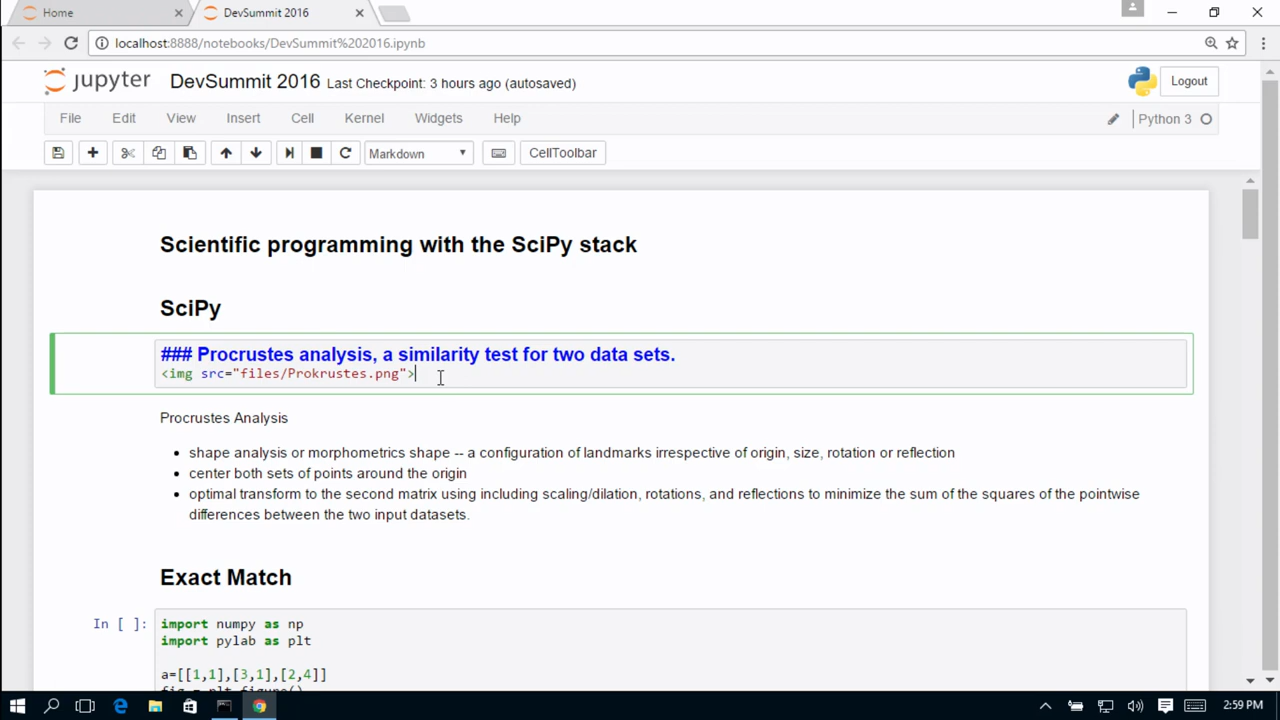 Home
DevSummit 2016
localhost:8888/notebooks/DevSummit%202016.ipynb
jupyter DevSummit 2016 Last Checkpoint: 3 hours ago (autosaved)
Logout
File Edit View Insert Cell Kernel Widgets Help
Python 3
Markdown
CellToolbar
Scientific programming with the SciPy stack
SciPy
### Procrustes analysis, a similarity test for two data sets.
<img src="files/Prokrustes.png">
Procrustes Analysis
• shape analysis or morphometrics shape -- a configuration of landmarks irrespective of origin, size, rotation or reflection
• center both sets of points around the origin
• optimal transform to the second matrix using including scaling/dilation, rotations, and reflections to minimize the sum of the squares of the pointwise
differences between the two input datasets.
Exact Match
In [ ]:
import numpy as np
import pylab as plt
a=[[1,1],[3,1],[2,4]]
fig = plt.figure()
2:59 PM